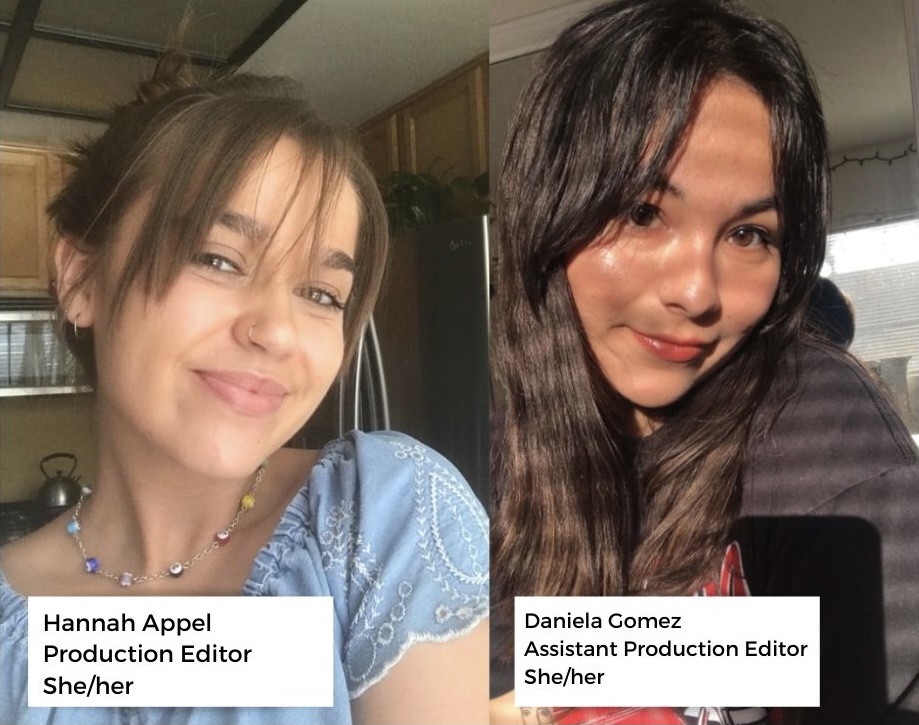 Hannah Appel
Production Editor
She/her
Daniela Gomez
Assistant Production Editor
She/her